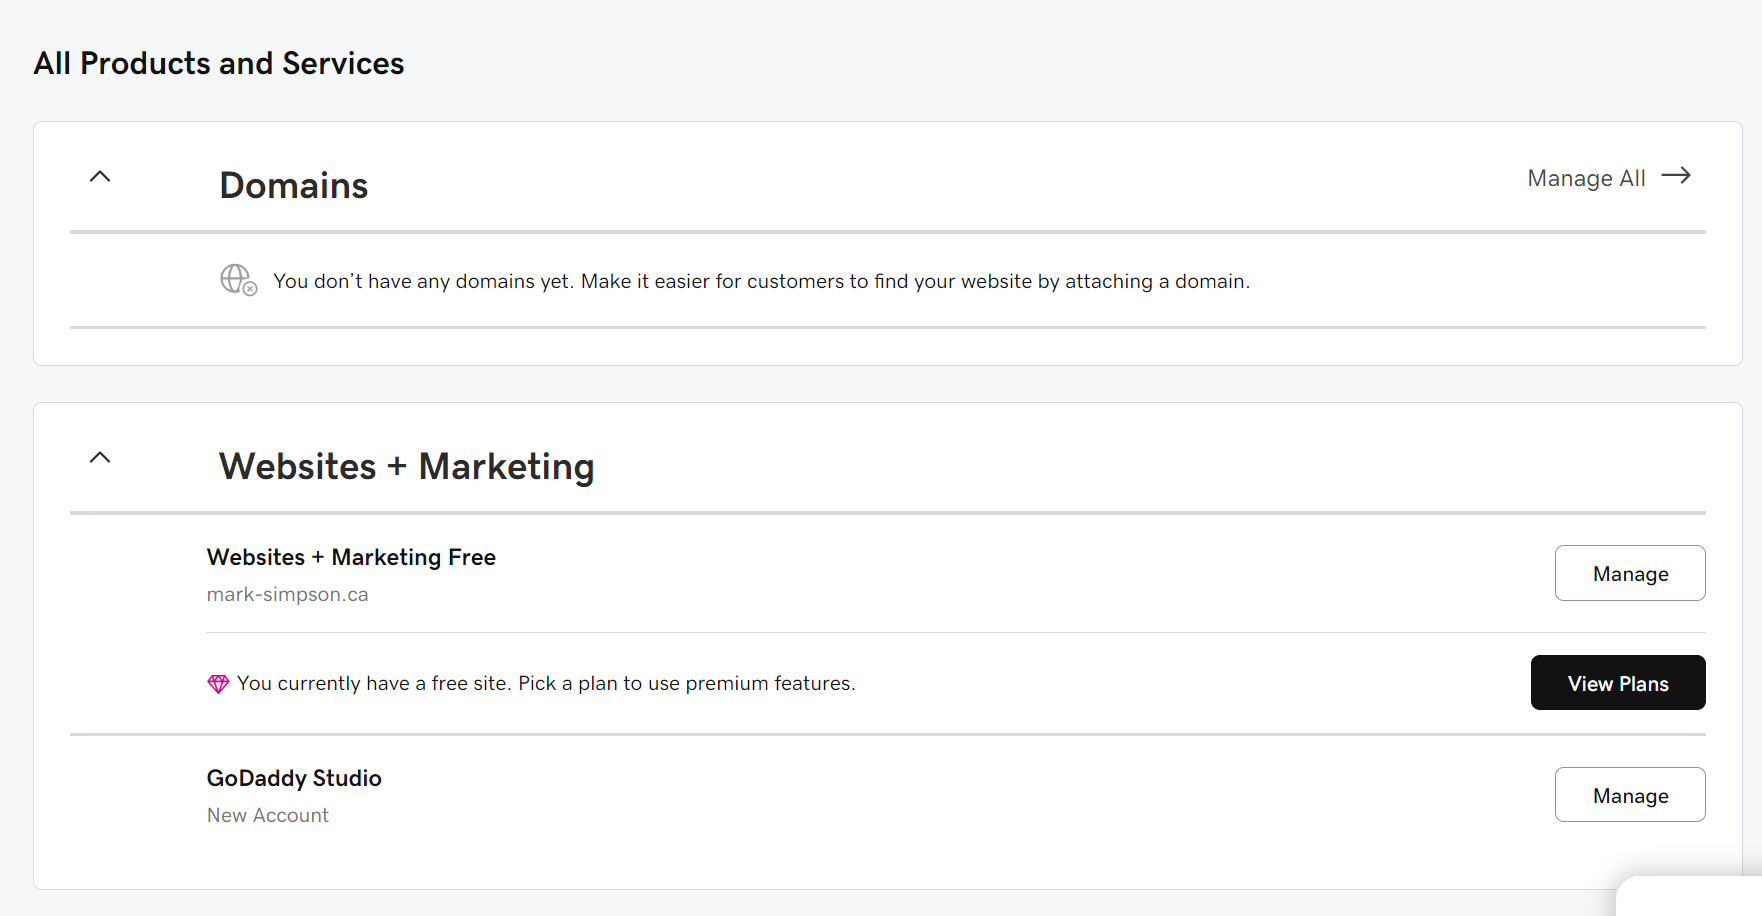 All Products and Services
Domains
Manage All
You don’t have any domains yet. Make it easier for customers to find your website by attaching a domain.
Websites + Marketing
Websites + Marketing Free
mark-simpson.ca
Manage
You currently have a free site. Pick a plan to use premium features.
View Plans
GoDaddy Studio
New Account
Manage